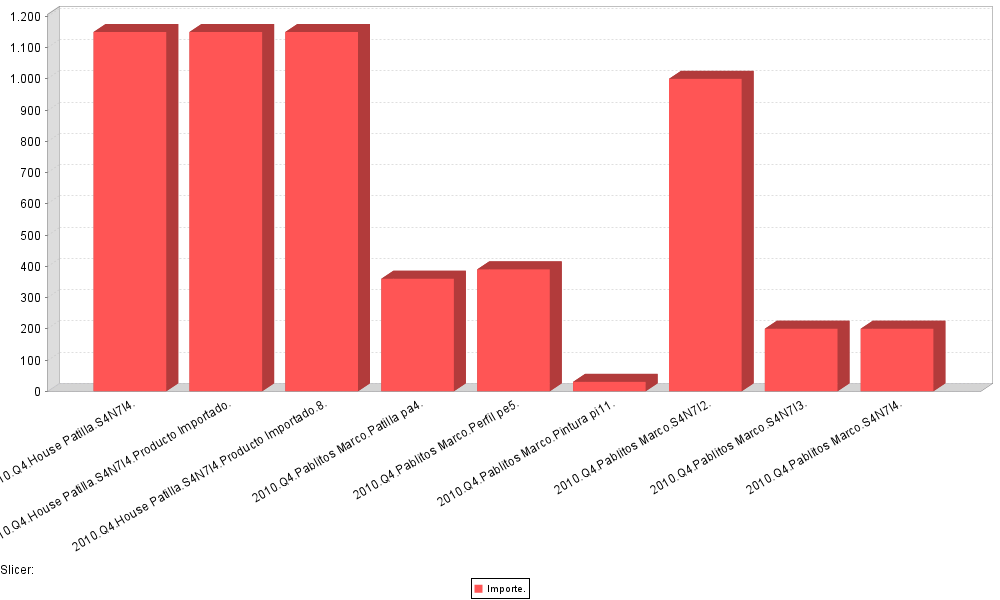 1.200
1.100
1.000
900
800
700
600
500
400
300
200
100
0
10.Q4.House Patilla.S4N7I4.
10.Q4.House Patilla.S4N7I4.Producto Importado.
2010.Q4.House Patilla.S4N7I4.Producto Importado.8.
2010.Q4.Pablitos Marco.Patilla pa4.
2010.Q4.Pablitos Marco.Perfil pe5.
2010.Q4.Pablitos Marco.Pintura pi11.
2010.Q4.Pablitos Marco.S4N7I2.
2010.Q4.Pablitos Marco.S4N7I3.
2010.Q4.Pablitos Marco.S4N7I4.
Slicer:
Importe.